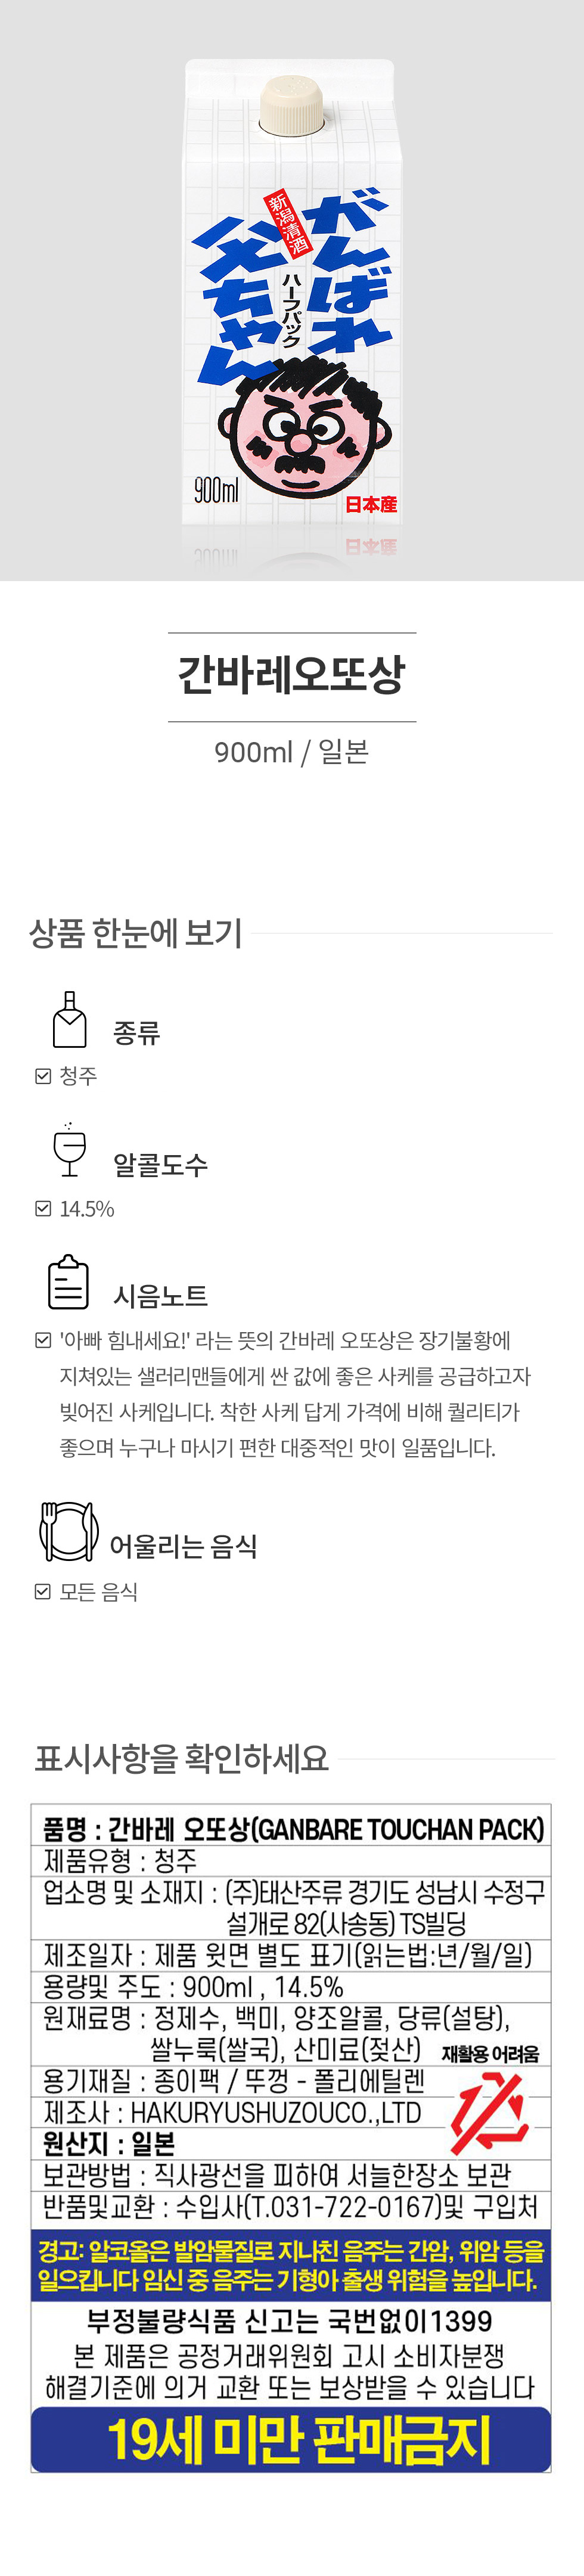 がんばれ
父ちゃん
新潟清酒
ハーフパック
900ml
日本産
간바레오또상
900ml / 일본
상품 한눈에 보기
종류
청주
알콜도수
14.5%
시음노트
'아빠 힘내세요!' 라는 뜻의 간바레 오또상은 장기불황에
지쳐있는 샐러리맨들에게 싼 값에 좋은 사케를 공급하고자
빚어진 사케입니다. 착한 사케 답게 가격에 비해 퀄리티가
좋으며 누구나 마시기 편한 대중적인 맛이 일품입니다.
어울리는 음식
모든 음식
표시사항을 확인하세요
품명 : 간바레 오또상(GANBARE TOUCHAN PACK)
제품유형 : 청주
업소명 및 소재지 : (주)태산주류 경기도 성남시 수정구
설개로 82(사송동) TS빌딩
제조일자 : 제품 윗면 별도 표기(읽는법:년/월/일)
용량및 주도 : 900ml , 14.5%
원재료명 : 정제수, 백미, 양조알콜, 당류(설탕),
쌀누룩(쌀국), 산미료(젖산)
재활용 어려움
용기재질 : 종이팩 / 뚜껑 - 폴리에틸렌
제조사 : HAKURYUSHUZOUCO.,LTD
원산지 : 일본
보관방법 : 직사광선을 피하여 서늘한장소 보관
반품및교환 : 수입사(T.031-722-0167)및 구입처
경고: 알코올은 발암물질로 지나친 음주는 간암, 위암 등을
일으킵니다 임신 중 음주는 기형아 출생 위험을 높입니다.
부정불량식품 신고는 국번없이1399
본 제품은 공정거래위원회 고시 소비자분쟁
해결기준에 의거 교환 또는 보상받을 수 있습니다
19세 미만 판매금지